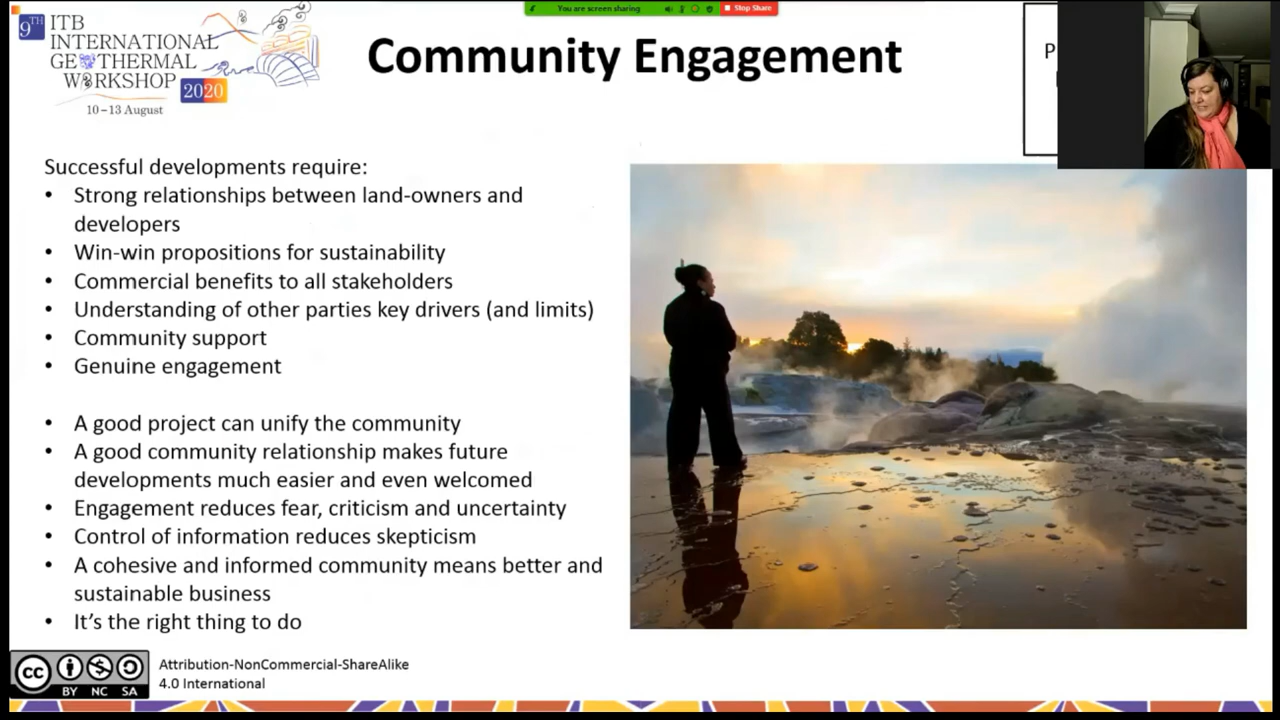 You are screen sharing
Stop Share
9TH
ITB
INTERNATIONAL
GEOTHERMAL
WORKSHOP
2020
10–13 August
Community Engagement
P
Successful developments require:
• Strong relationships between land-owners and
developers
• Win-win propositions for sustainability
• Commercial benefits to all stakeholders
• Understanding of other parties key drivers (and limits)
• Community support
• Genuine engagement
• A good project can unify the community
• A good community relationship makes future
developments much easier and even welcomed
• Engagement reduces fear, criticism and uncertainty
• Control of information reduces skepticism
• A cohesive and informed community means better and
sustainable business
• It's the right thing to do
cc
BY NC SA
Attribution-NonCommercial-ShareAlike
4.0 International